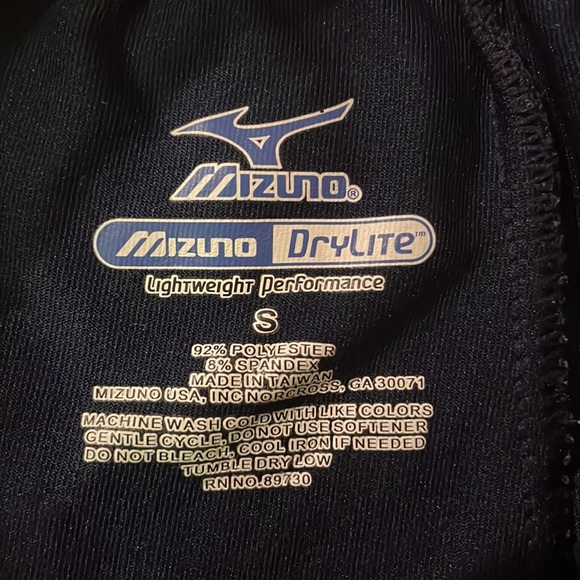 MIZUNO®
MIZUNO DRYLITE™
Lightweight Performance
S
92% POLYESTER
8% SPANDEX
MADE IN TAIWAN
MIZUNO USA, INC NORCROSS, GA 30071
MACHINE WASH COLD WITH LIKE COLORS
GENTLE CYCLE, DO NOT USE SOFTENER
DO NOT BLEACH, COOL IRON IF NEEDED
TUMBLE DRY LOW
RN NO.89730